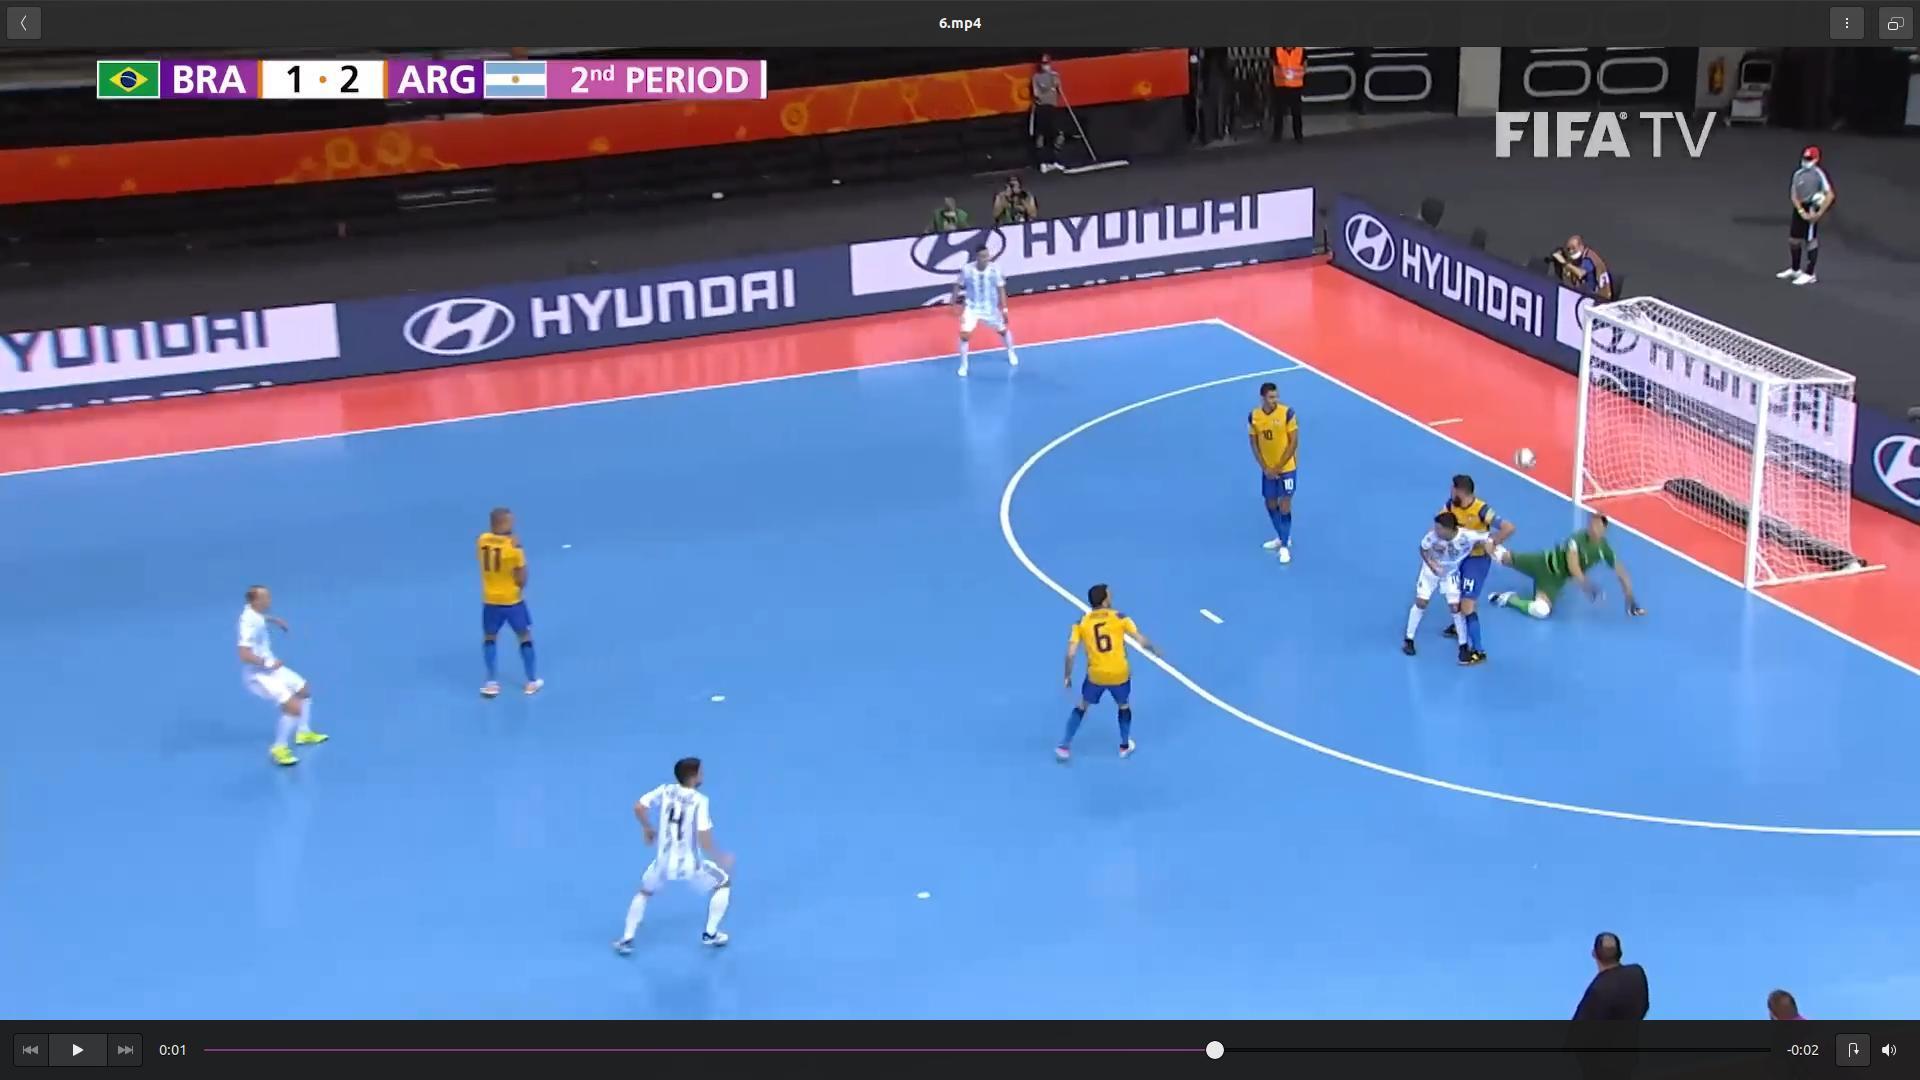 6.mp4
BRA 1 • 2 ARG 2nd PERIOD
FIFA TV
HYUNDAI
HYUNDAI
HYUNDAI
HYUNDAI
10
10
11
6
14
4
0:01
-0:02